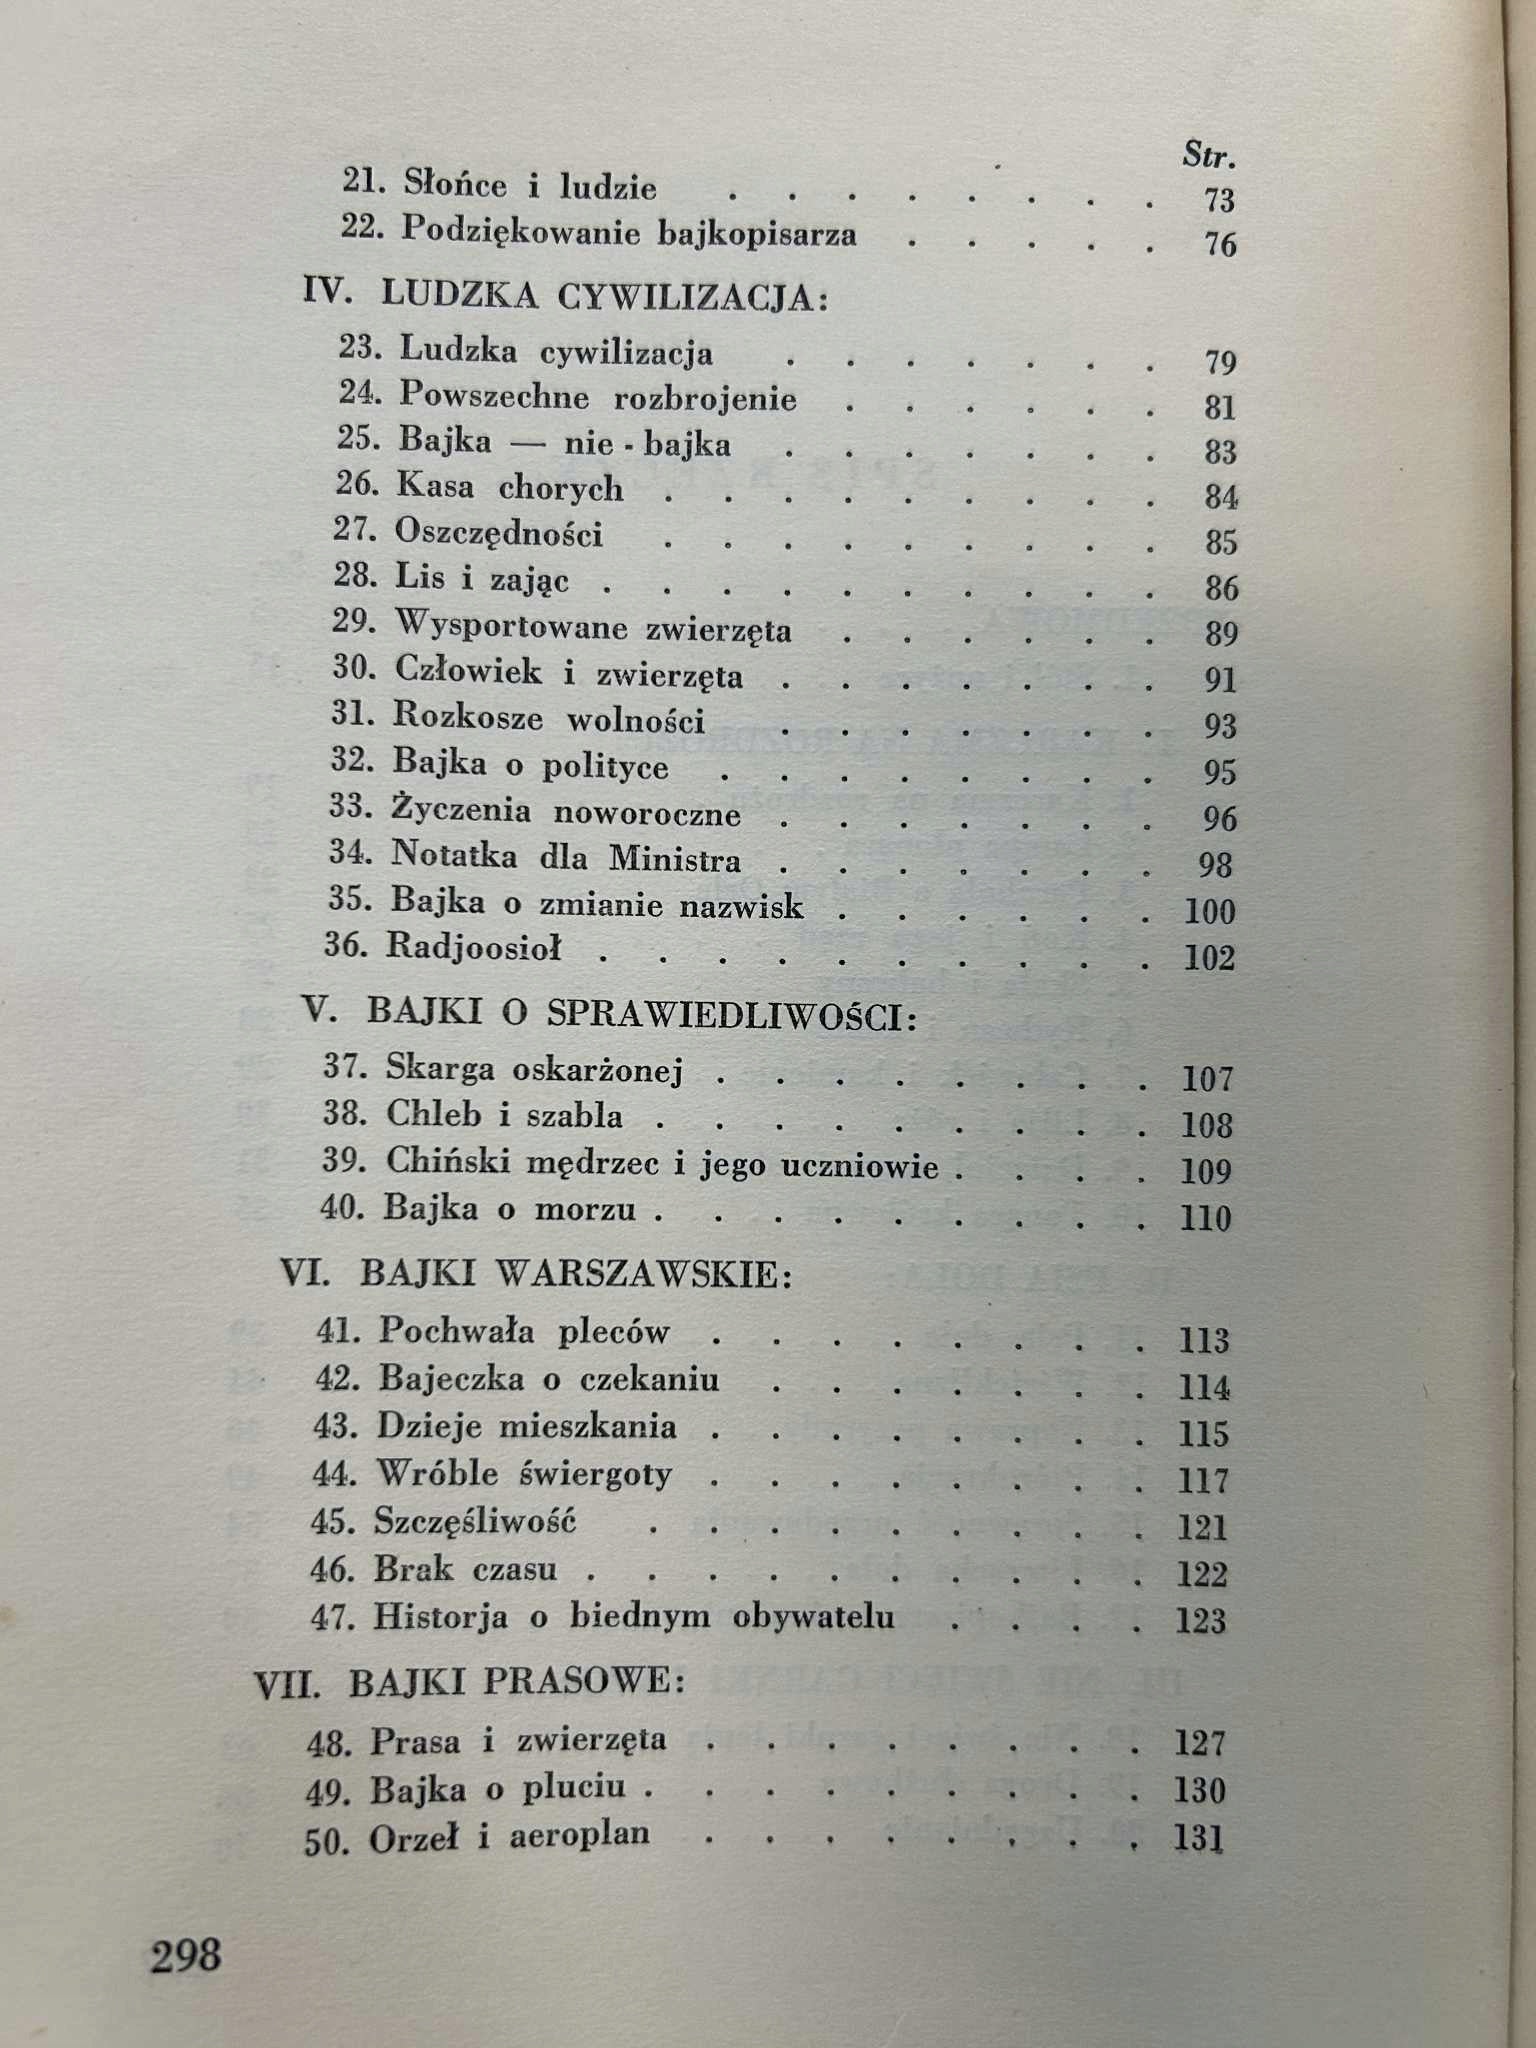 Str.
21. Słońce i ludzie . . . . . . . . 73
22. Podziękowanie bajkopisarza . . . . . 76
IV. LUDZKA CYWILIZACJA:
23. Ludzka cywilizacja . . . . . . . 79
24. Powszechne rozbrojenie . . . . . . 81
25. Bajka — nie - bajka . . . . . . . 83
26. Kasa chorych . . . . . . . . . 84
27. Oszczędności . . . . . . . . . 85
28. Lis i zając . . . . . . . . . . 86
29. Wysportowane zwierzęta . . . . . . 89
30. Człowiek i zwierzęta . . . . . . . 91
31. Rozkosze wolności . . . . . . . 93
32. Bajka o polityce . . . . . . . . 95
33. Życzenia noworoczne . . . . . . . 96
34. Notatka dla Ministra . . . . . . . 98
35. Bajka o zmianie nazwisk . . . . . . 100
36. Radjoosioł . . . . . . . . . . 102
V. BAJKI O SPRAWIEDLIWOŚCI:
37. Skarga oskarżonej . . . . . . . . 107
38. Chleb i szabla . . . . . . . . . 108
39. Chiński mędrzec i jego uczniowie . . . . 109
40. Bajka o morzu . . . . . . . . . 110
VI. BAJKI WARSZAWSKIE:
41. Pochwała pleców . . . . . . . . 113
42. Bajeczka o czekaniu . . . . . . . 114
43. Dzieje mieszkania . . . . . . . . 115
44. Wróble świergoty . . . . . . . . 117
45. Szczęśliwość . . . . . . . . . 121
46. Brak czasu . . . . . . . . . . 122
47. Historja o biednym obywatelu . . . . 123
VII. BAJKI PRASOWE:
48. Prasa i zwierzęta . . . . . . . . 127
49. Bajka o pluciu . . . . . . . . . 130
50. Orzeł i aeroplan . . . . . . . . 131
298